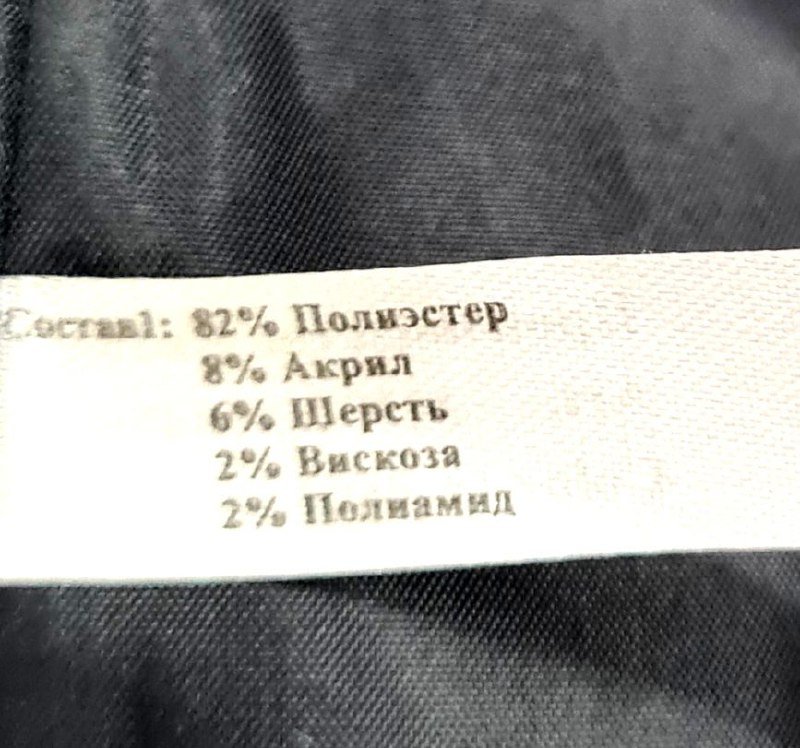 Состав1: 82% Полиэстер
8% Акрил
6% Шерсть
2% Вискоза
2% Полиамид